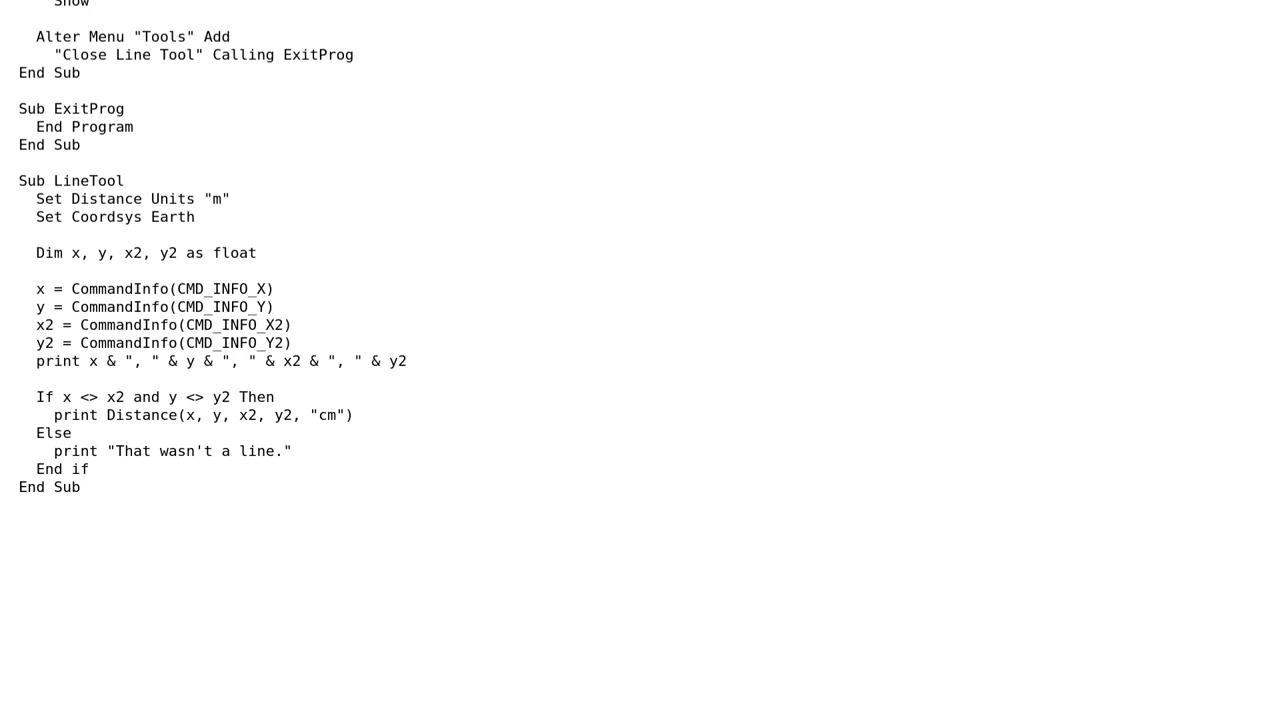 Show
Alter Menu "Tools" Add
"Close Line Tool" Calling ExitProg
End Sub
Sub ExitProg
End Program
End Sub
Sub LineTool
Set Distance Units "m"
Set Coordsys Earth
Dim x, y, x2, y2 as float
x = CommandInfo(CMD_INFO_X)
y = CommandInfo(CMD_INFO_Y)
x2 = CommandInfo(CMD_INFO_X2)
y2 = CommandInfo(CMD_INFO_Y2)
print x & ", " & y & ", " & x2 & ", " & y2
If x <> x2 and y <> y2 Then
print Distance(x, y, x2, y2, "cm")
Else
print "That wasn't a line."
End if
End Sub